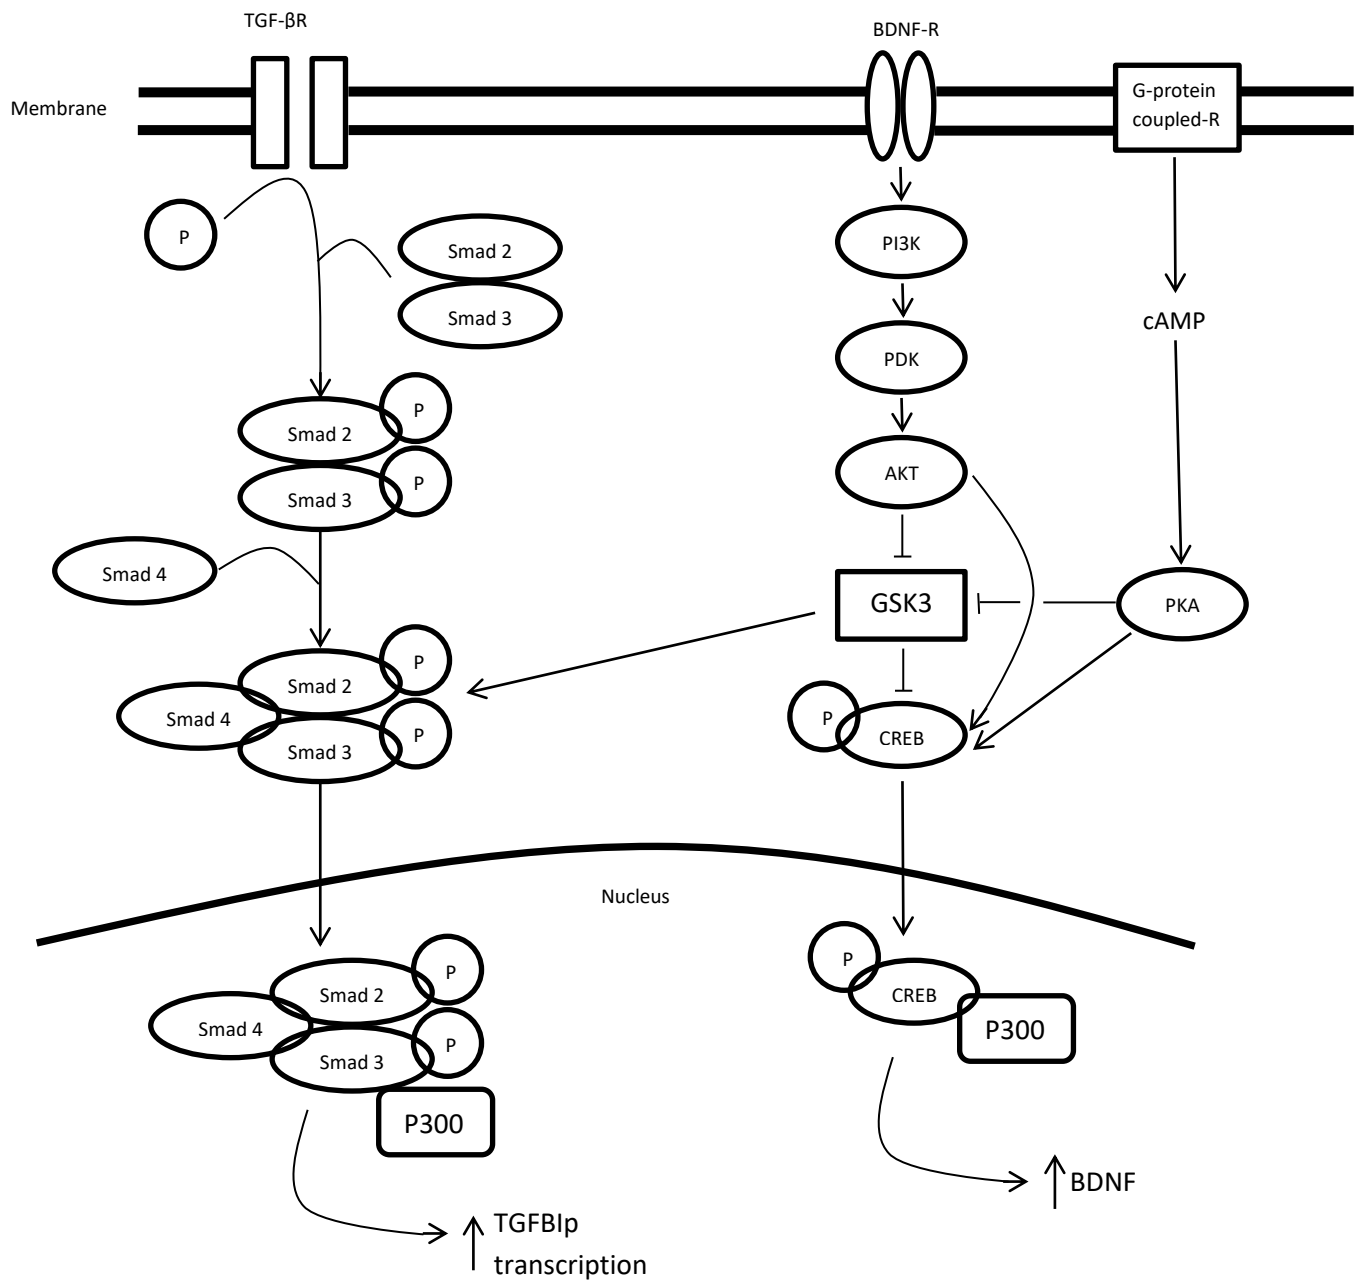 TGF-βR
BDNF-R
Membrane
G-protein
coupled-R
P
Smad 2
Smad 3
PI3K
cAMP
PDK
P
Smad 2
P
Smad 3
AKT
Smad 4
GSK3
PKA
P
Smad 2
Smad 4
P
Smad 3
P
CREB
Nucleus
P
Smad 2
Smad 4
P
Smad 3
P300
P
CREB
P300
BDNF
TGFBIp
transcription